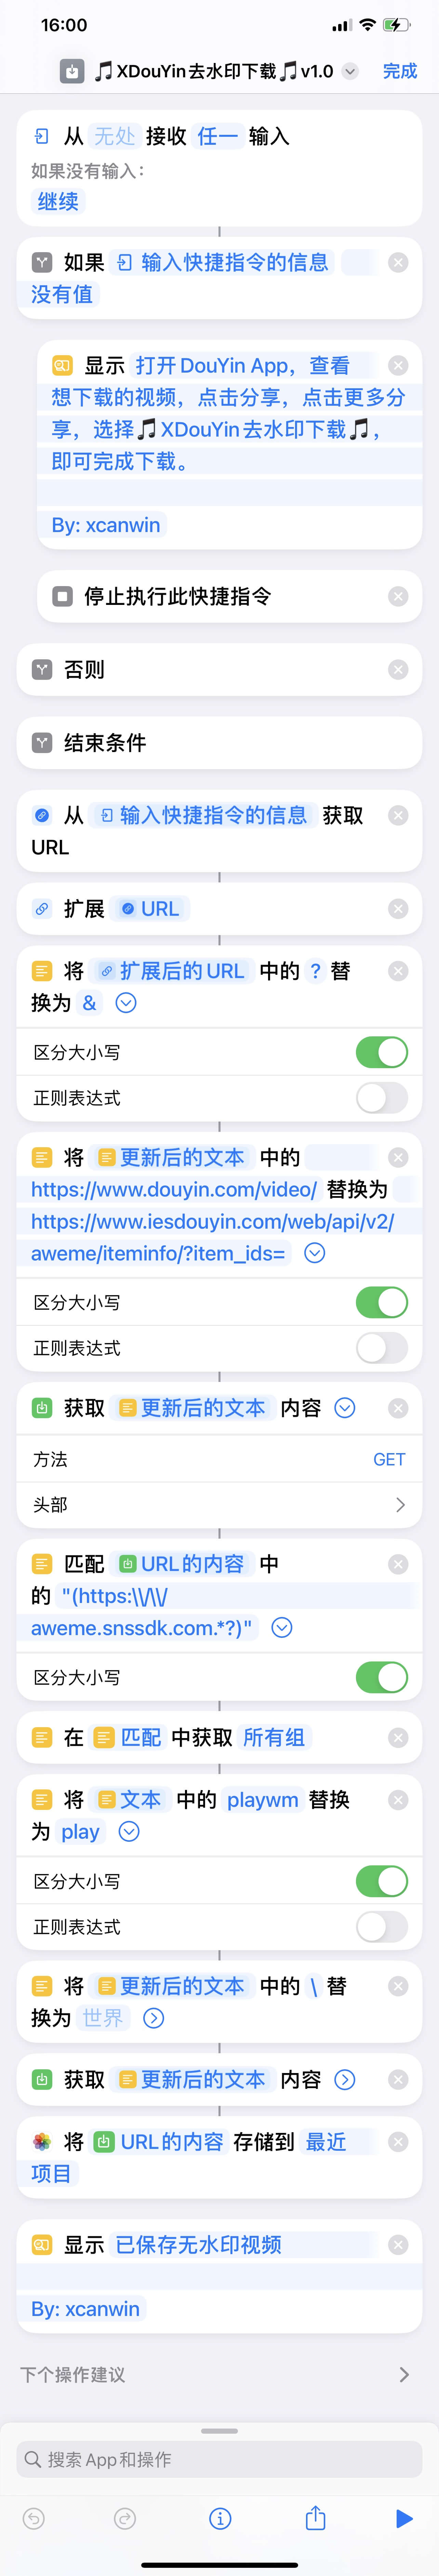 16:00
🎵XDouYin去水印下载🎵v1.0 完成
从 无处 接收 任一 输入
如果没有输入：
继续
如果 输入快捷指令的信息
没有值
显示 打开 DouYin App，查看
想下载的视频，点击分享，点击更多分
享，选择🎵XDouYin去水印下载🎵，
即可完成下载。
By: xcanwin
停止执行此快捷指令
否则
结束条件
从 输入快捷指令的信息 获取
URL
扩展 URL
将 扩展后的URL 中的 ? 替
换为 &
区分大小写
正则表达式
将 更新后的文本 中的
https://www.douyin.com/video/ 替换为
https://www.iesdouyin.com/web/api/v2/
aweme/iteminfo/?item_ids=
区分大小写
正则表达式
获取 更新后的文本 内容
方法 GET
头部
匹配 URL的内容 中
的 "(https:\\/\\/
aweme.snssdk.com.*?)"
区分大小写
在 匹配 中获取 所有组
将 文本 中的 playwm 替换
为 play
区分大小写
正则表达式
将 更新后的文本 中的 \ 替
换为 世界
获取 更新后的文本 内容
将 URL的内容 存储到 最近
项目
显示 已保存无水印视频
By: xcanwin
下个操作建议
搜索 App 和操作